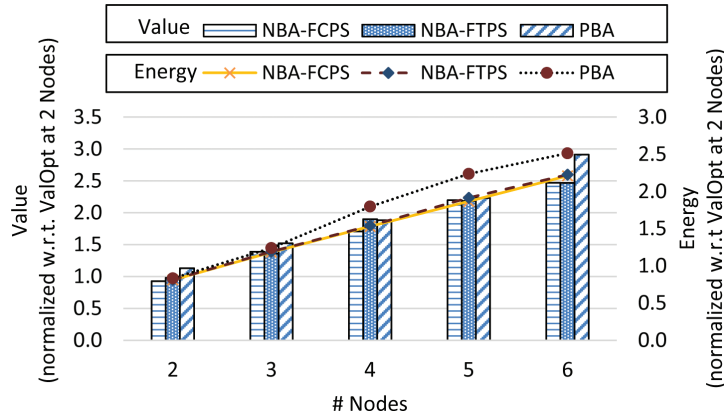 Value NBA-FCPS NBA-FTPS PBA
Energy NBA-FCPS NBA-FTPS PBA
Value
(normalized w.r.t. ValOpt at 2 Nodes)
3.5
3.0
2.5
2.0
1.5
1.0
0.5
0.0
3.0
2.5
2.0
1.5
1.0
0.5
0.0
Energy
(normalized w.r.t. ValOpt at 2 Nodes)
2 3 4 5 6
# Nodes